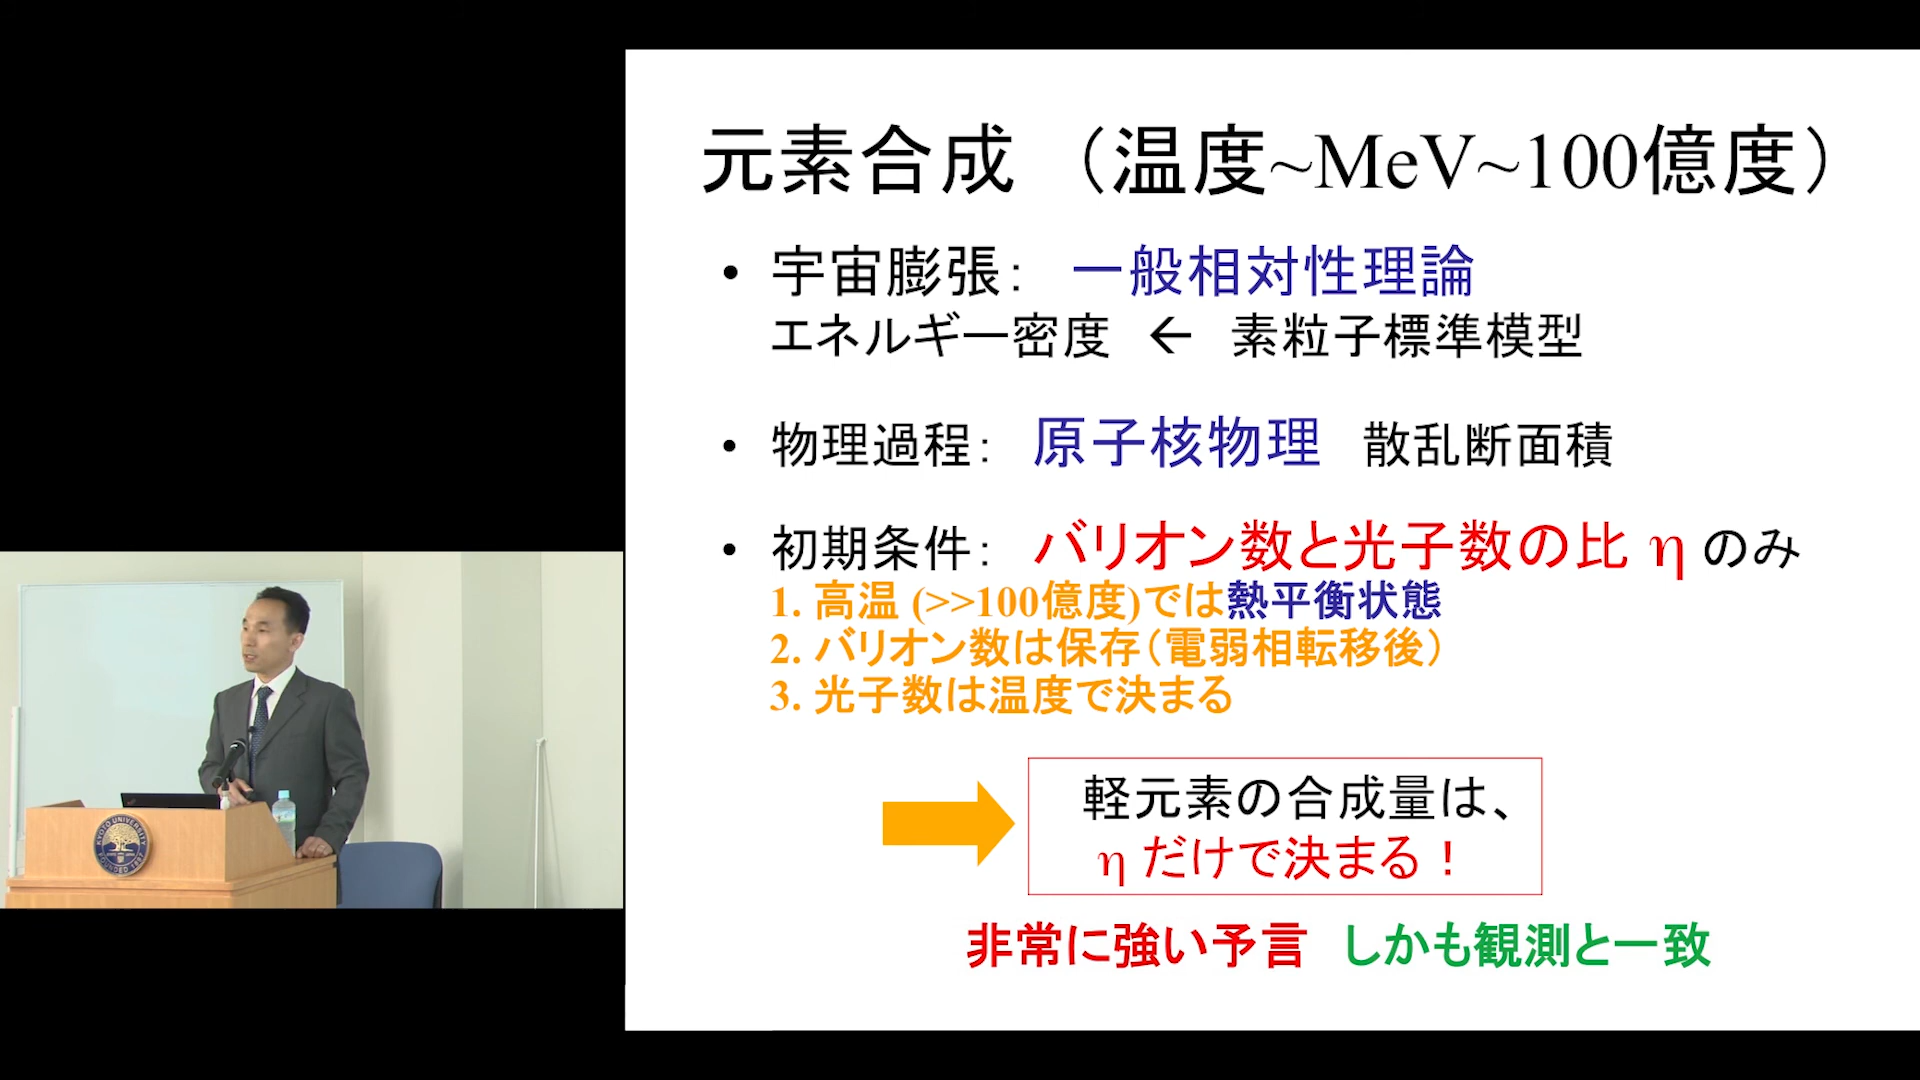 元素合成 （温度~MeV~100億度）
• 宇宙膨張： 一般相対性理論
エネルギー密度 ← 素粒子標準模型
• 物理過程： 原子核物理 散乱断面積
• 初期条件： バリオン数と光子数の比 η のみ
1. 高温 (>>100億度)では熱平衡状態
2. バリオン数は保存（電弱相転移後）
3. 光子数は温度で決まる
軽元素の合成量は、
η だけで決まる！
非常に強い予言 しかも観測と一致
KYOTO UNIVERSITY
FOUNDED 1897